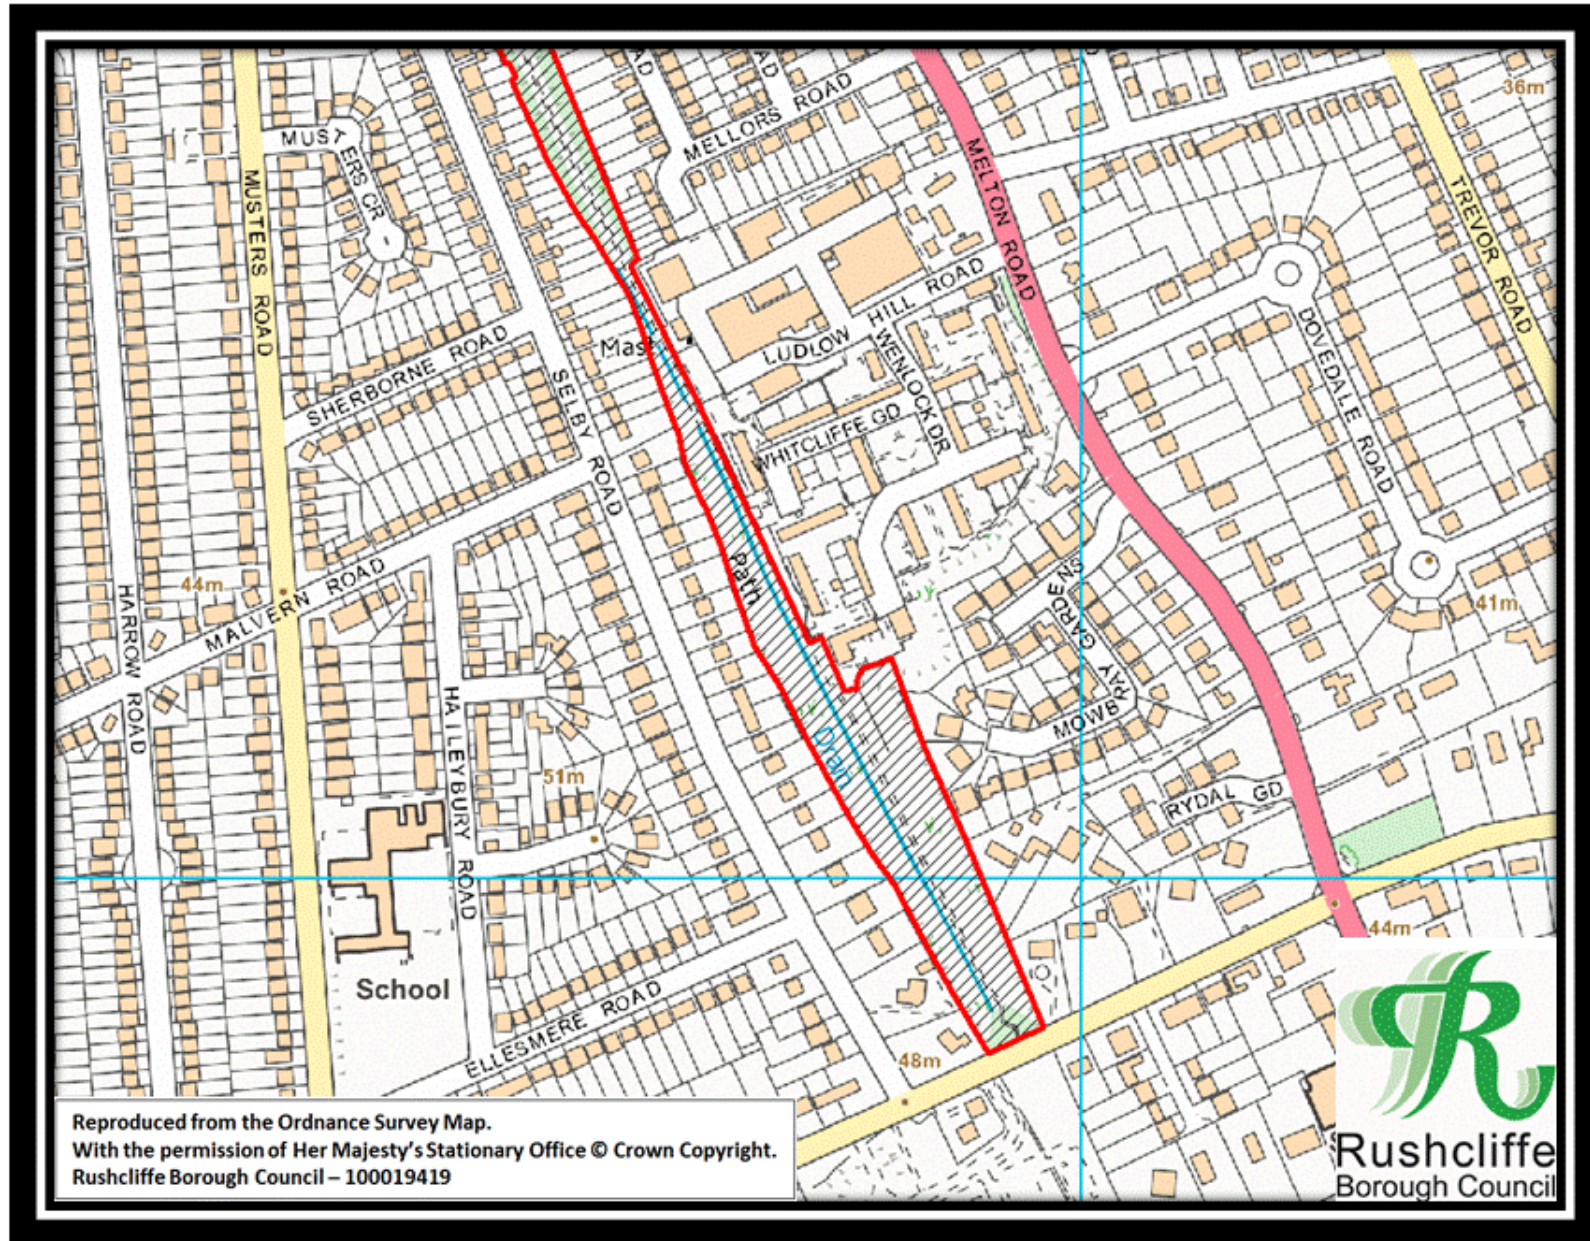 AD
AD
36m
MELLORS ROAD
MUSTERS CR
MELTON ROAD
MUSTERS ROAD
TREVOR ROAD
LUDLOW HILL ROAD
Mast
SHERBORNE ROAD
SELBY ROAD
WENLOCK DR
WHITCLIFFE GD
DOVEDALE ROAD
Path
44m
MALVERN ROAD
HARROW ROAD
41m
MOWBRAY GARDENS
HAILEYBURY ROAD
Drain
51m
RYDAL GD
44m
School
ELLESMERE ROAD
48m
Reproduced from the Ordnance Survey Map.
With the permission of Her Majesty's Stationary Office © Crown Copyright.
Rushcliffe Borough Council – 100019419
Rushcliffe
Borough Council